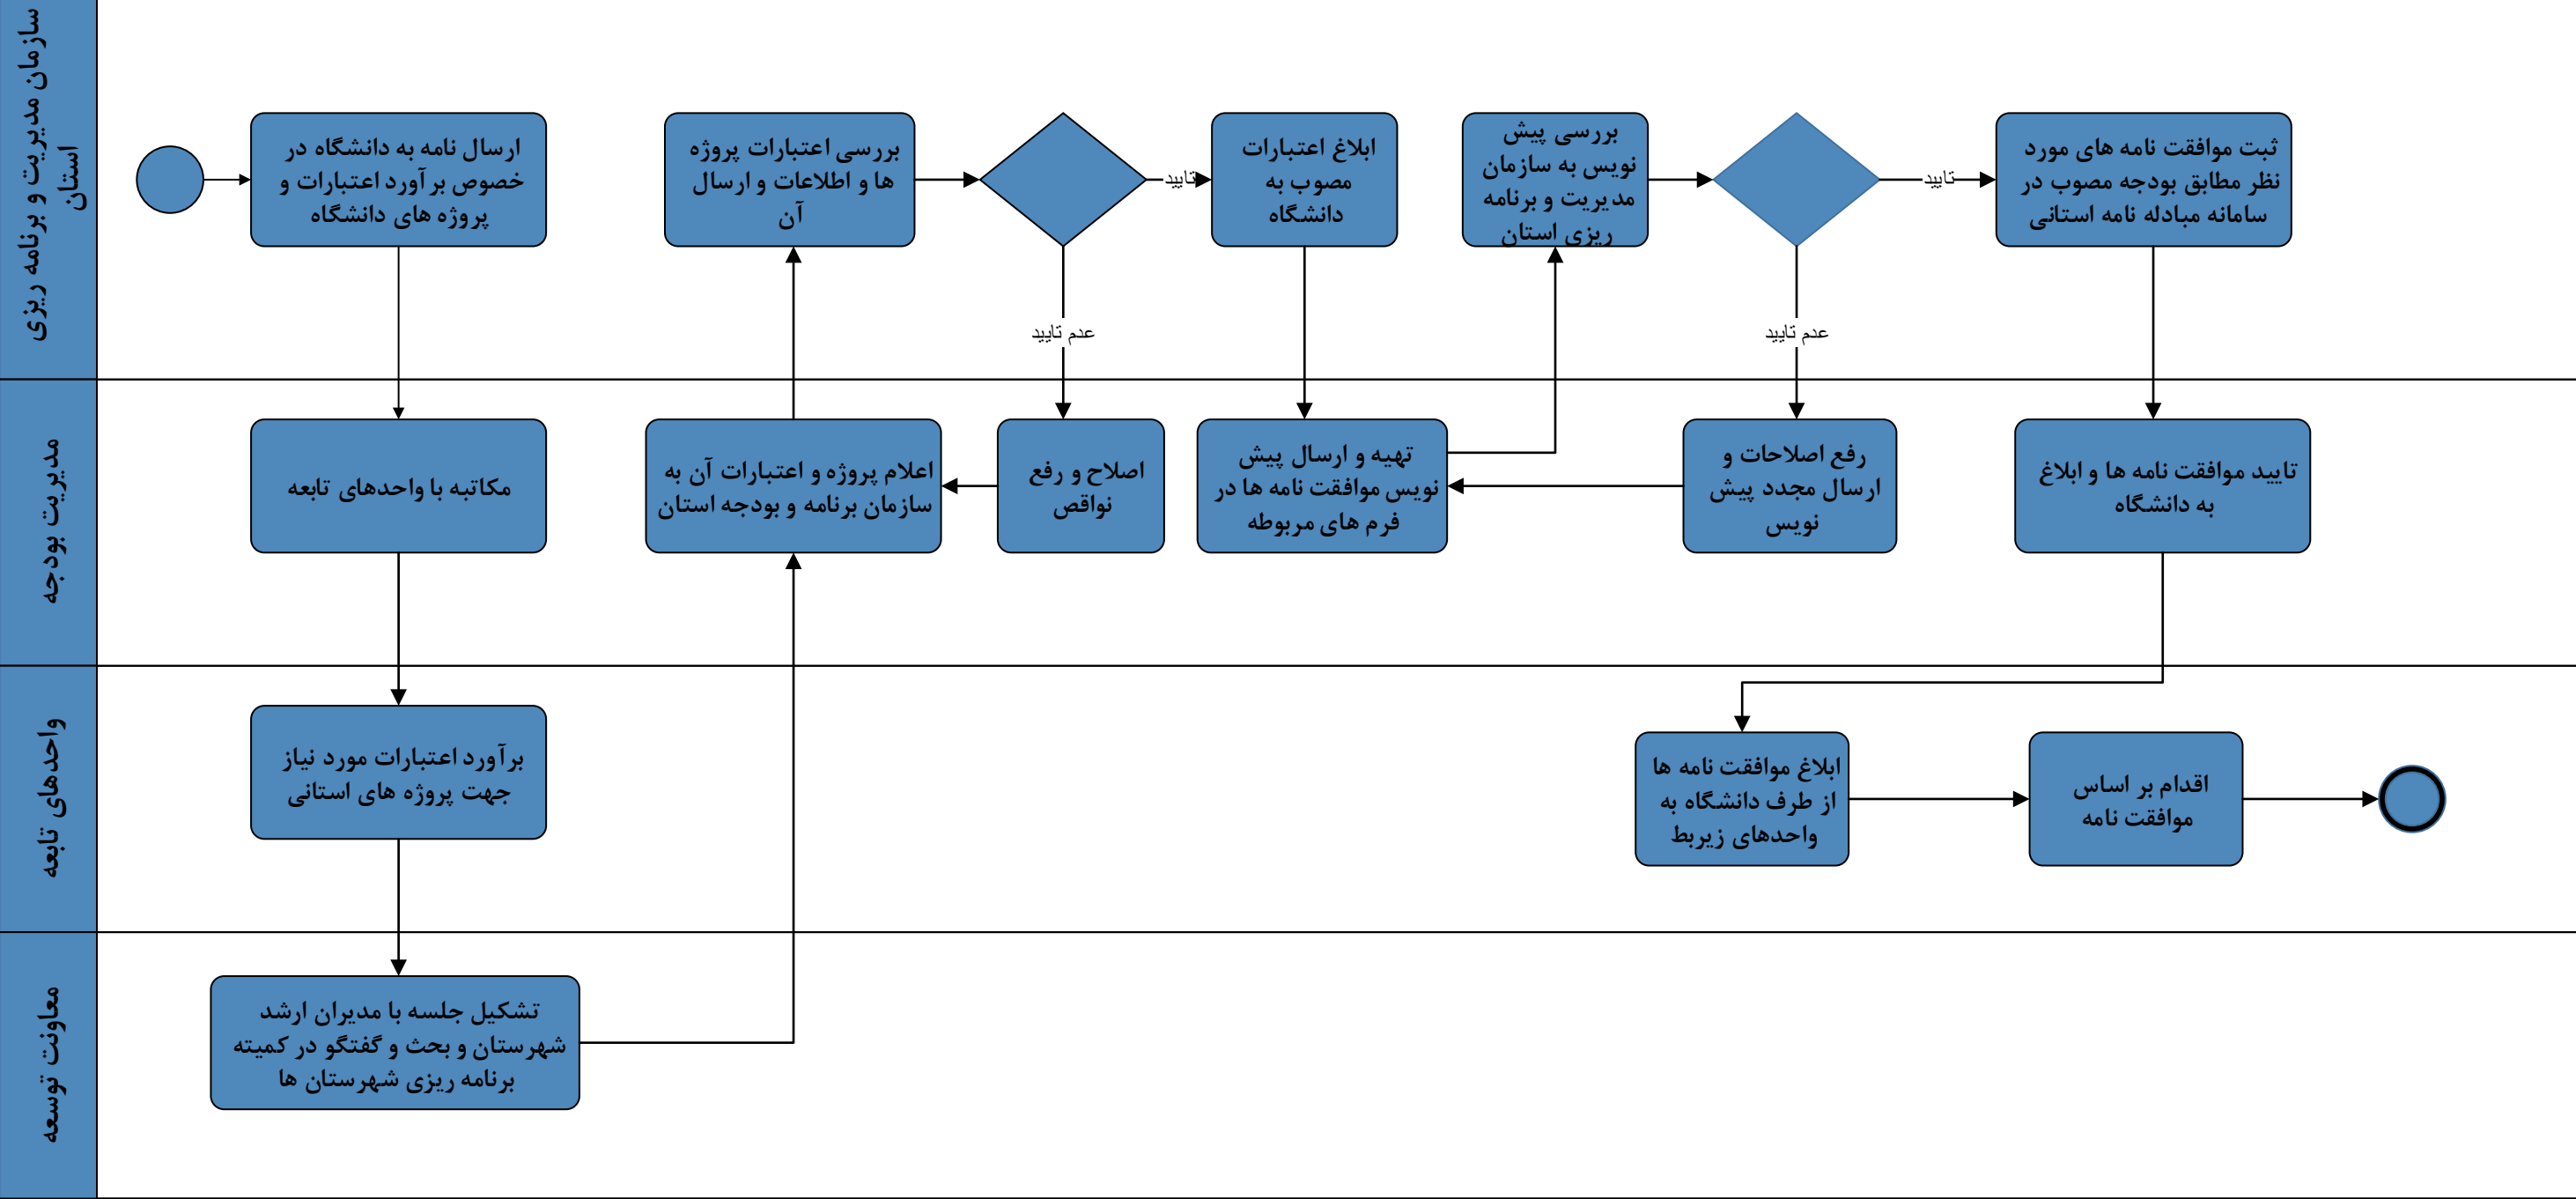 سازمان مدیریت و برنامه ریزی
استان
ارسال نامه به دانشگاه در
خصوص برآورد اعتبارات و
پروژه های دانشگاه
بررسی اعتبارات پروژه
ها و اطلاعات و ارسال
آن
تایید
عدم تایید
ابلاغ اعتبارات
مصوب به
دانشگاه
بررسی پیش
نویس به سازمان
مدیریت و برنامه
ریزی استان
تایید
عدم تایید
ثبت موافقت نامه های مورد
نظر مطابق بودجه مصوب در
سامانه مبادله نامه استانی
مدیریت بودجه
مکاتبه با واحدهای تابعه
اعلام پروژه و اعتبارات آن به
سازمان برنامه و بودجه استان
اصلاح و رفع
نواقص
تهیه و ارسال پیش
نویس موافقت نامه ها در
فرم های مربوطه
رفع اصلاحات و
ارسال مجدد پیش
نویس
تایید موافقت نامه ها و ابلاغ
به دانشگاه
واحدهای تابعه
برآورد اعتبارات مورد نیاز
جهت پروژه های استانی
ابلاغ موافقت نامه ها
از طرف دانشگاه به
واحدهای زیربط
اقدام بر اساس
موافقت نامه
معاونت توسعه
تشکیل جلسه با مدیران ارشد
شهرستان و بحث و گفتگو در کمیته
برنامه ریزی شهرستان ها